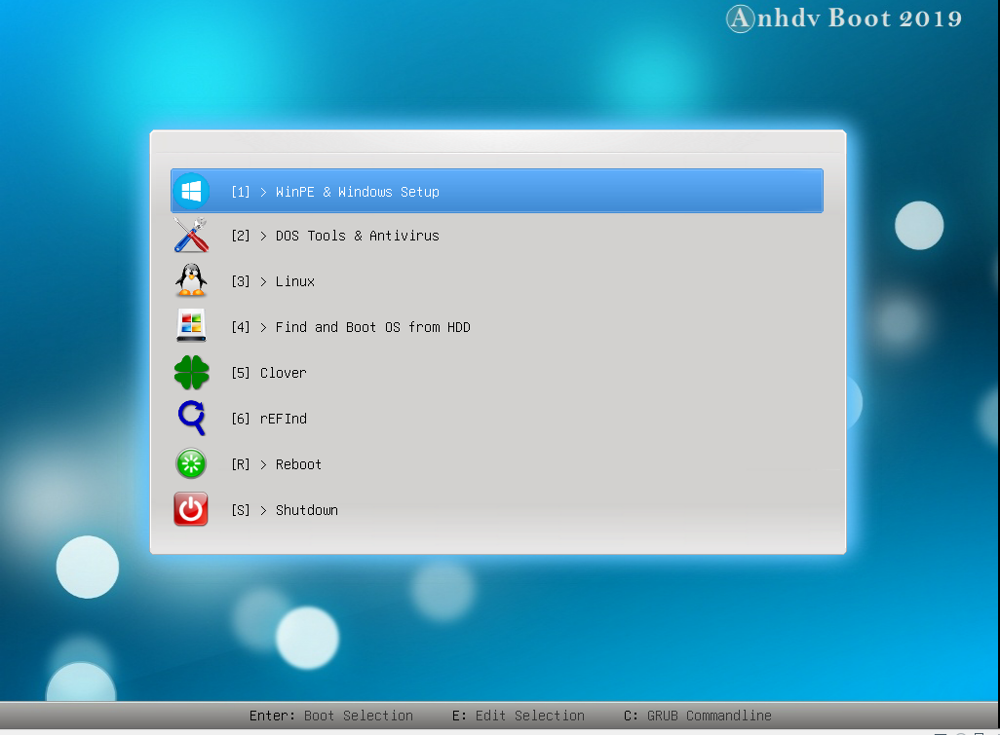 Anhdv Boot 2019
[1] > WinPE & Windows Setup
[2] > DOS Tools & Antivirus
[3] > Linux
[4] > Find and Boot OS from HDD
[5] Clover
[6] rEFInd
[R] > Reboot
[S] > Shutdown
Enter: Boot Selection E: Edit Selection C: GRUB Commandline